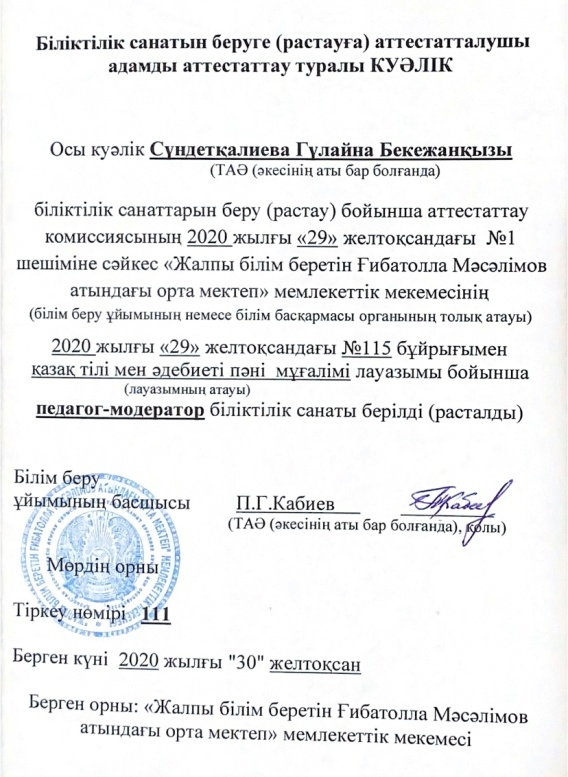 Біліктілік санатын беруге (растауға) аттестатталушы
адамды аттестаттау туралы КУӘЛІК
Осы куәлік Сүндетқалиева Гүлайна Бекежанқызы
(ТАӘ (әкесінің аты бар болғанда)
біліктілік санаттарын беру (растау) бойынша аттестаттау
комиссиясының 2020 жылғы «29» желтоқсандағы №1
шешіміне сәйкес «Жалпы білім беретін Ғибатолла Мәсәлімов
атындағы орта мектеп» мемлекеттік мекемесінің
(білім беру ұйымының немесе білім басқармасы органының толық атауы)
2020 жылғы «29» желтоқсандағы №115 бұйрығымен
қазақ тілі мен әдебиеті пәні мұғалімі лауазымы бойынша
(лауазымның атауы)
педагог-модератор біліктілік санаты берілді (расталды)
Білім беру
ұйымының басшысы П.Г.Кабиев
(ТАӘ (әкесінің аты бар болғанда), қолы)
Мөрдің орны
Тіркеу нөмірі 111
Берген күні 2020 жылғы "30" желтоқсан
Берген орны: «Жалпы білім беретін Ғибатолла Мәсәлімов
атындағы орта мектеп» мемлекеттік мекемесі